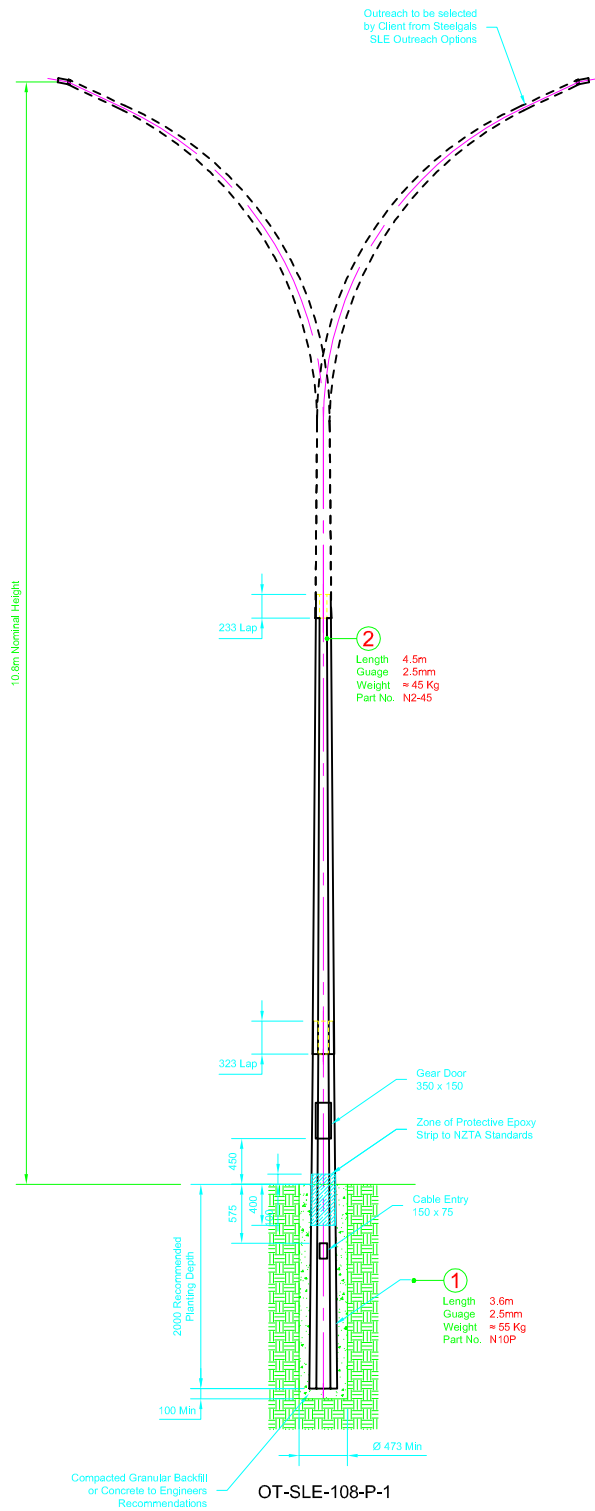 Outreach to be selected
by Client from Steelgals
SLE Outreach Options
10.8m Nominal Height
233 Lap
2
Length 4.5m
Guage 2.5mm
Weight ≈ 45 Kg
Part No. N2-45
323 Lap
Gear Door
350 x 150
Zone of Protective Epoxy
Strip to NZTA Standards
450
400
575
Cable Entry
150 x 75
2000 Recommended
Planting Depth
1
Length 3.6m
Guage 2.5mm
Weight ≈ 55 Kg
Part No. N10P
100 Min
Ø 473 Min
Compacted Granular Backfill
or Concrete to Engineers
Recommendations
OT-SLE-108-P-1